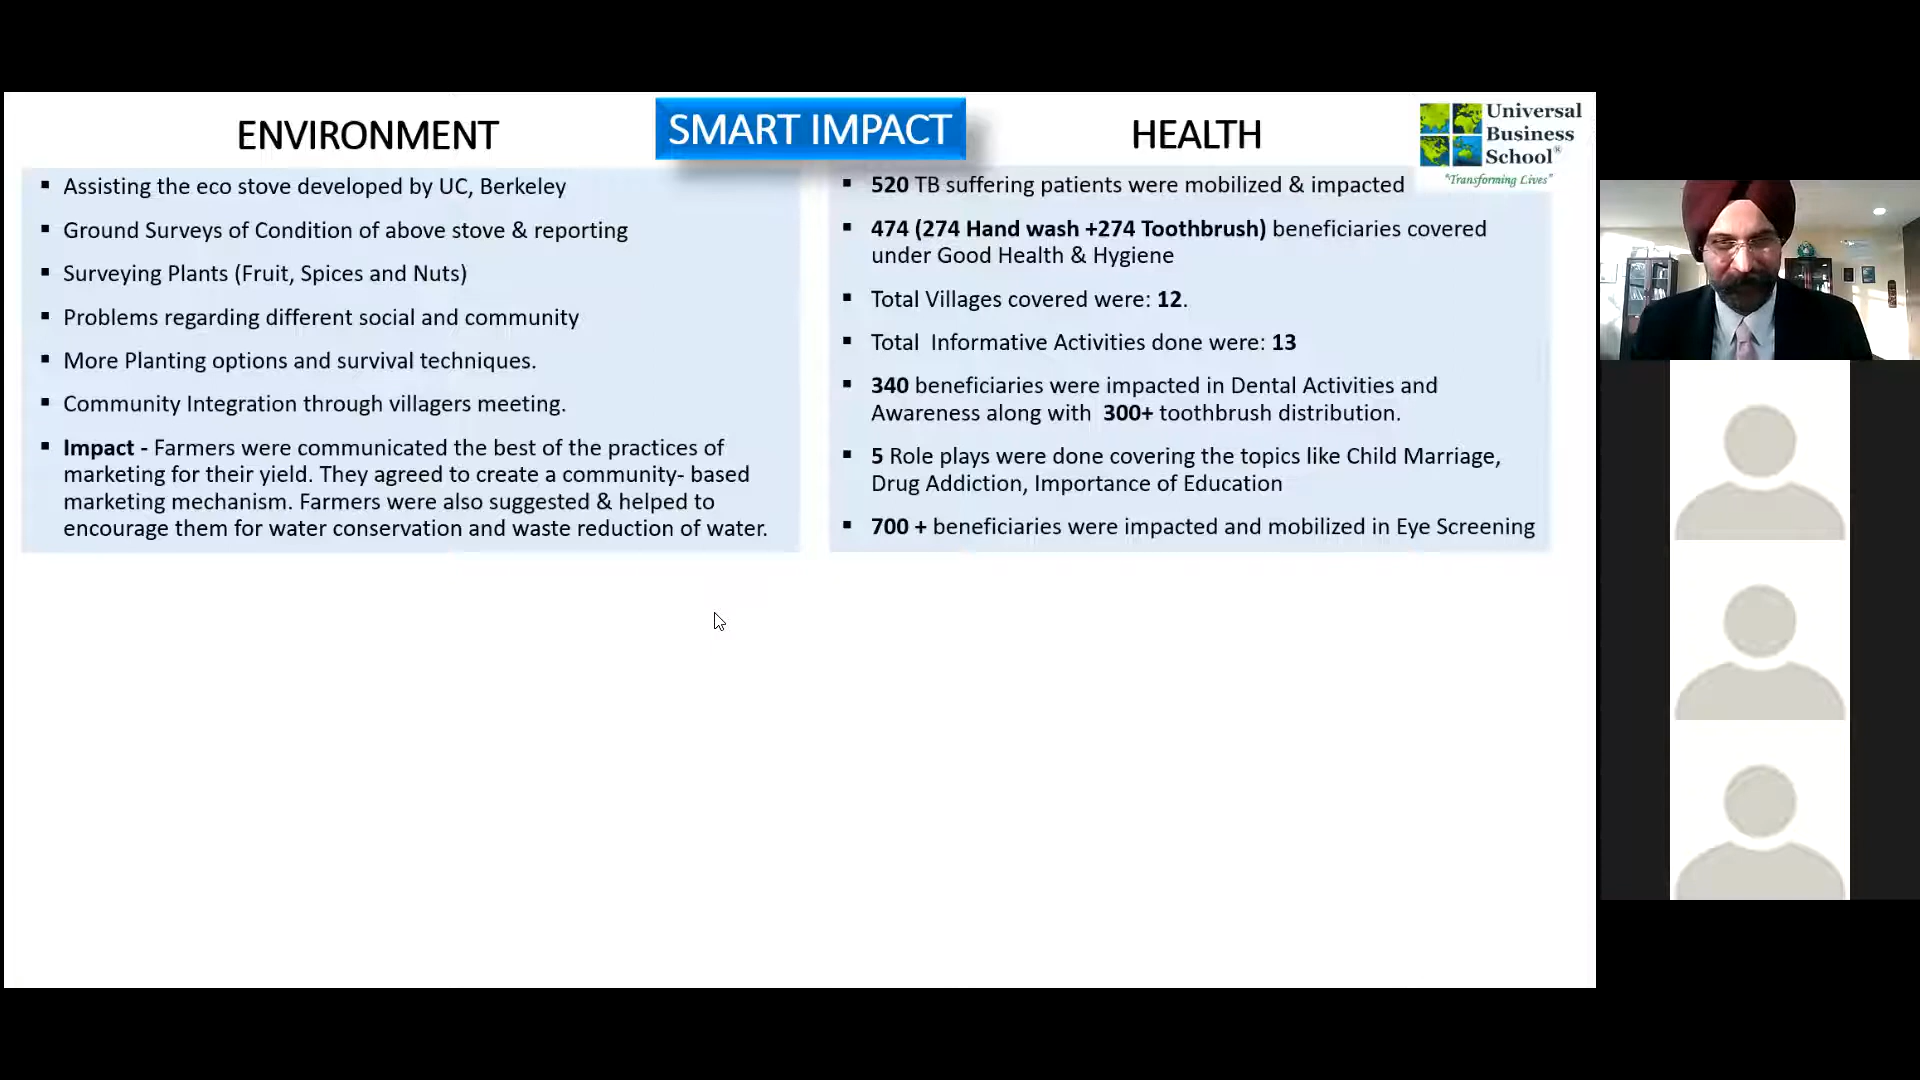 SMART IMPACT
ENVIRONMENT
▪ Assisting the eco stove developed by UC, Berkeley
▪ Ground Surveys of Condition of above stove & reporting
▪ Surveying Plants (Fruit, Spices and Nuts)
▪ Problems regarding different social and community
▪ More Planting options and survival techniques.
▪ Community Integration through villagers meeting.
▪ Impact - Farmers were communicated the best of the practices of
marketing for their yield. They agreed to create a community- based
marketing mechanism. Farmers were also suggested & helped to
encourage them for water conservation and waste reduction of water.
HEALTH
▪ 520 TB suffering patients were mobilized & impacted
▪ 474 (274 Hand wash +274 Toothbrush) beneficiaries covered
under Good Health & Hygiene
▪ Total Villages covered were: 12.
▪ Total  Informative Activities done were: 13
▪ 340 beneficiaries were impacted in Dental Activities and
Awareness along with  300+ toothbrush distribution.
▪ 5 Role plays were done covering the topics like Child Marriage,
Drug Addiction, Importance of Education
▪ 700 + beneficiaries were impacted and mobilized in Eye Screening
Universal
Business
School®
"Transforming Lives"